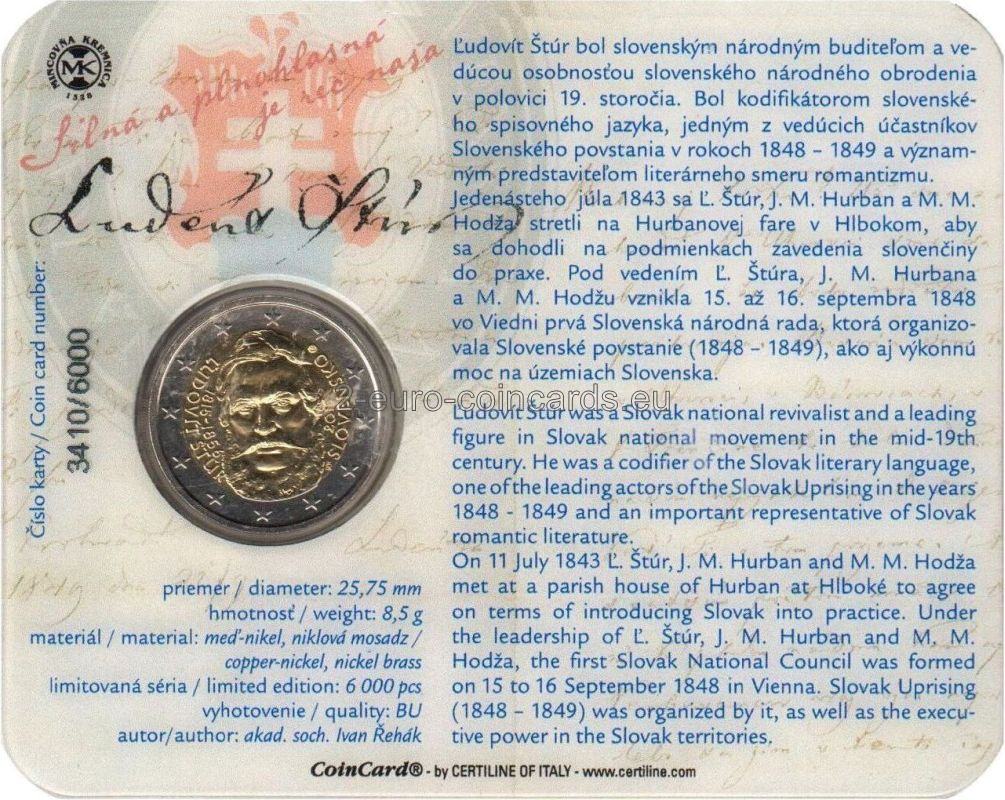 MINCOVŇA KREMNICA
MK
1328
silná a plnohlasná
je reč naša
Ľudevít Štúr
Číslo karty / Coin card number:
3410/6000
ĽUDOVÍT ŠTÚR
1815-1856
SLOVENSKO
priemer / diameter: 25,75 mm
hmotnosť / weight: 8,5 g
materiál / material: meď-nikel, niklová mosadz /
copper-nickel, nickel brass
limitovaná séria / limited edition: 6 000 pcs
vyhotovenie / quality: BU
autor/author: akad. soch. Ivan Řehák
Ľudovít Štúr bol slovenským národným buditeľom a ve-
dúcou osobnosťou slovenského národného obrodenia
v polovici 19. storočia. Bol kodifikátorom slovenské-
ho spisovného jazyka, jedným z vedúcich účastníkov
Slovenského povstania v rokoch 1848 – 1849 a význam-
ným predstaviteľom literárneho smeru romantizmu.
Jedenásteho júla 1843 sa Ľ. Štúr, J. M. Hurban a M. M.
Hodža stretli na Hurbanovej fare v Hlbokom, aby
sa dohodli na podmienkach zavedenia slovenčiny
do praxe. Pod vedením Ľ. Štúra, J. M. Hurbana
a M. M. Hodžu vznikla 15. až 16. septembra 1848
vo Viedni prvá Slovenská národná rada, ktorá organizo-
vala Slovenské povstanie (1848 – 1849), ako aj výkonnú
moc na územiach Slovenska.
euro-coincards.eu
Ľudovít Štúr was a Slovak national revivalist and a leading
figure in Slovak national movement in the mid-19th
century. He was a codifier of the Slovak literary language,
one of the leading actors of the Slovak Uprising in the years
1848 - 1849 and an important representative of Slovak
romantic literature.
On 11 July 1843 Ľ. Štúr, J. M. Hurban and M. M. Hodža
met at a parish house of Hurban at Hlboké to agree
on terms of introducing Slovak into practice. Under
the leadership of Ľ. Štúr, J. M. Hurban and M. M.
Hodža, the first Slovak National Council was formed
on 15 to 16 September 1848 in Vienna. Slovak Uprising
(1848 – 1849) was organized by it, as well as the execu-
tive power in the Slovak territories.
CoinCard® - by CERTILINE OF ITALY - www.certiline.com